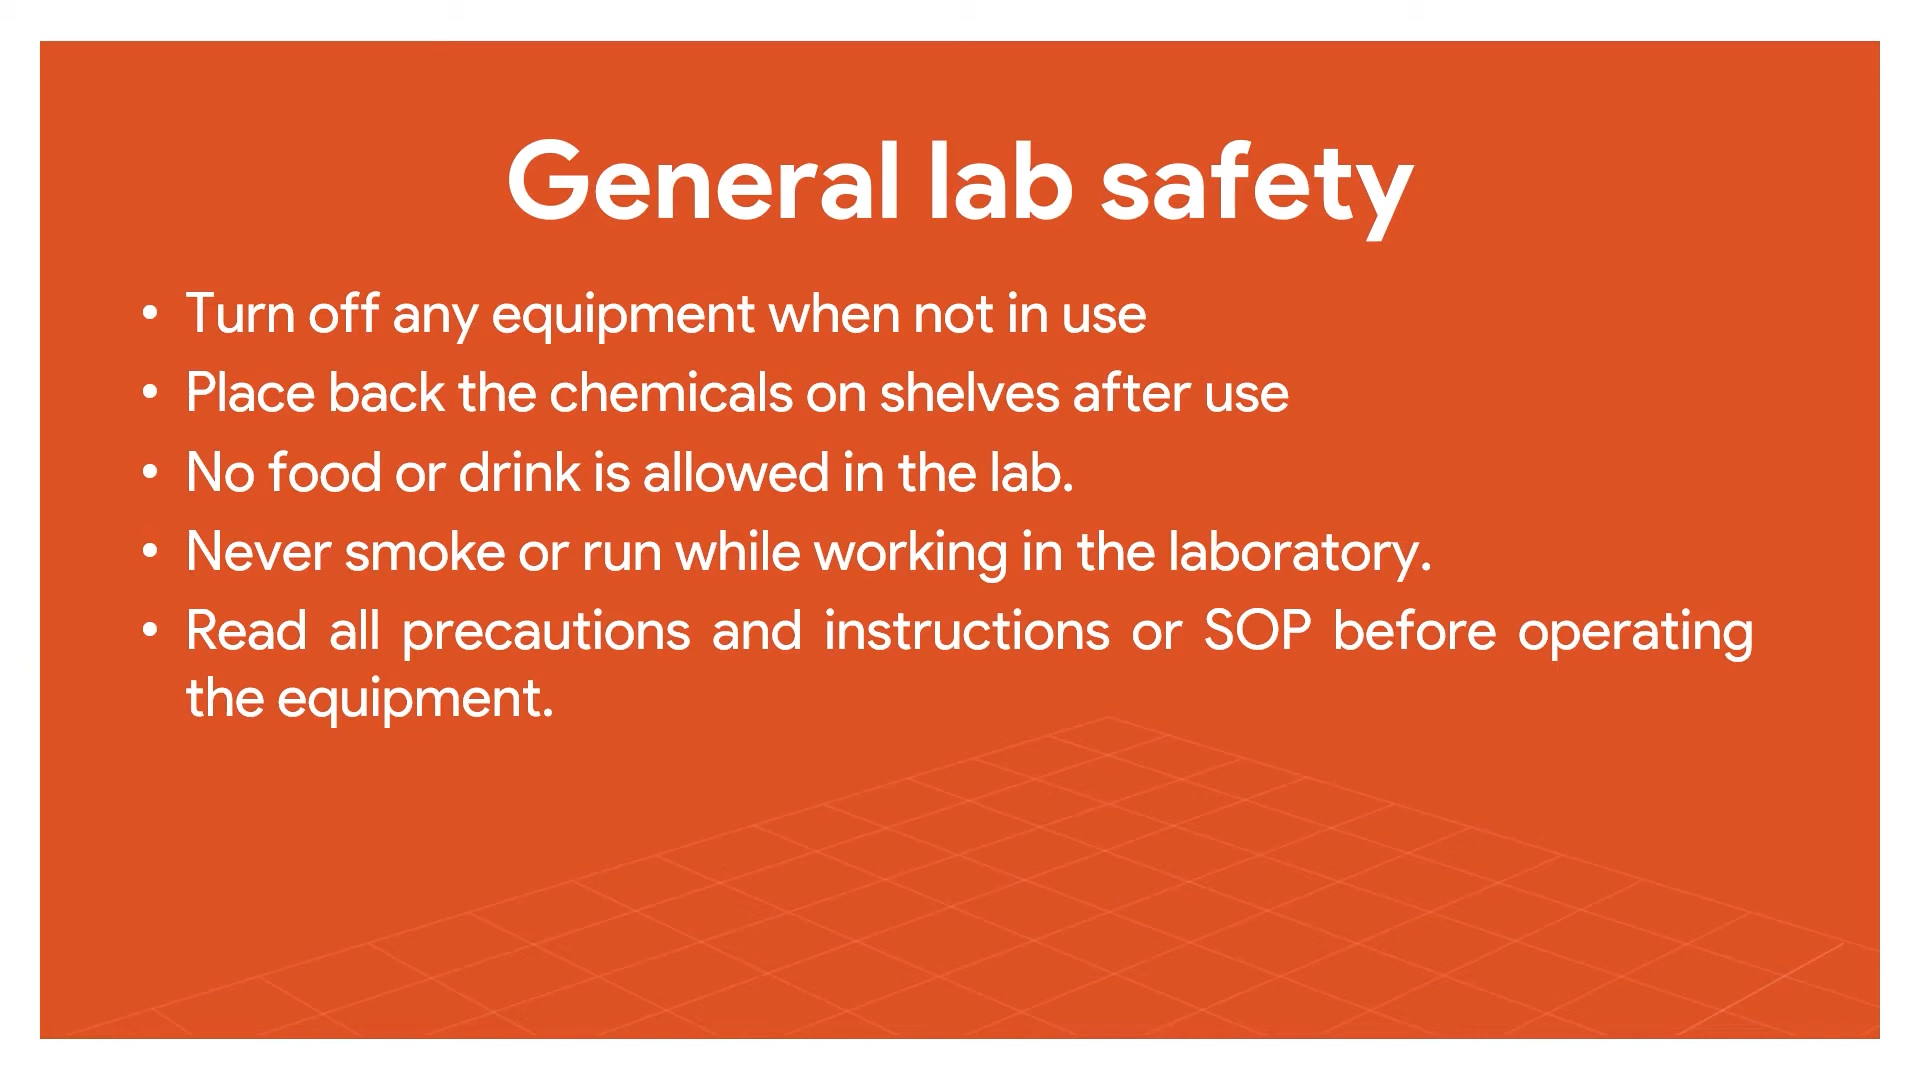 General lab safety
• Turn off any equipment when not in use
• Place back the chemicals on shelves after use
• No food or drink is allowed in the lab.
• Never smoke or run while working in the laboratory.
• Read all precautions and instructions or SOP before operating
the equipment.